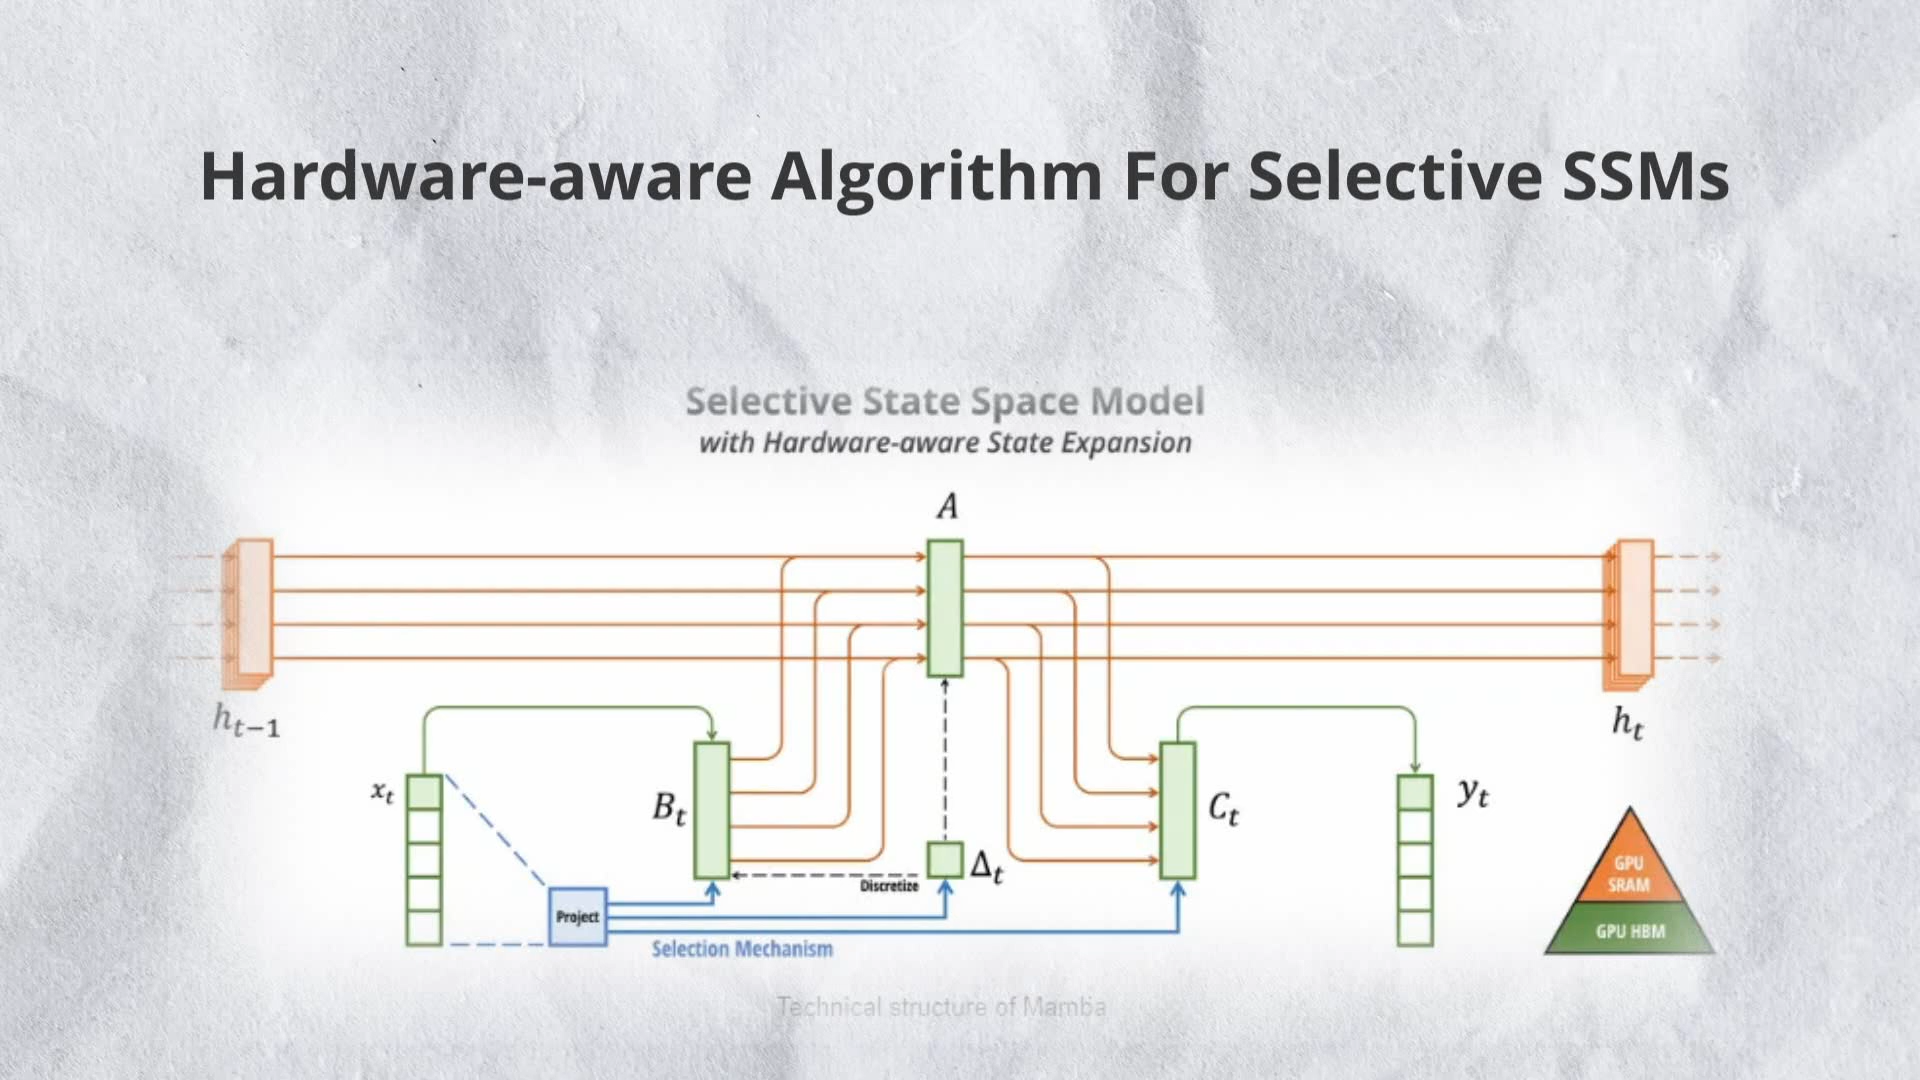 Hardware-aware Algorithm For Selective SSMs
Selective State Space Model
with Hardware-aware State Expansion
A
h_{t-1}
h_t
x_t
B_t
C_t
y_t
Δ_t
GPU
SRAM
Discretize
Project
GPU HBM
Selection Mechanism
Technical structure of Mamba